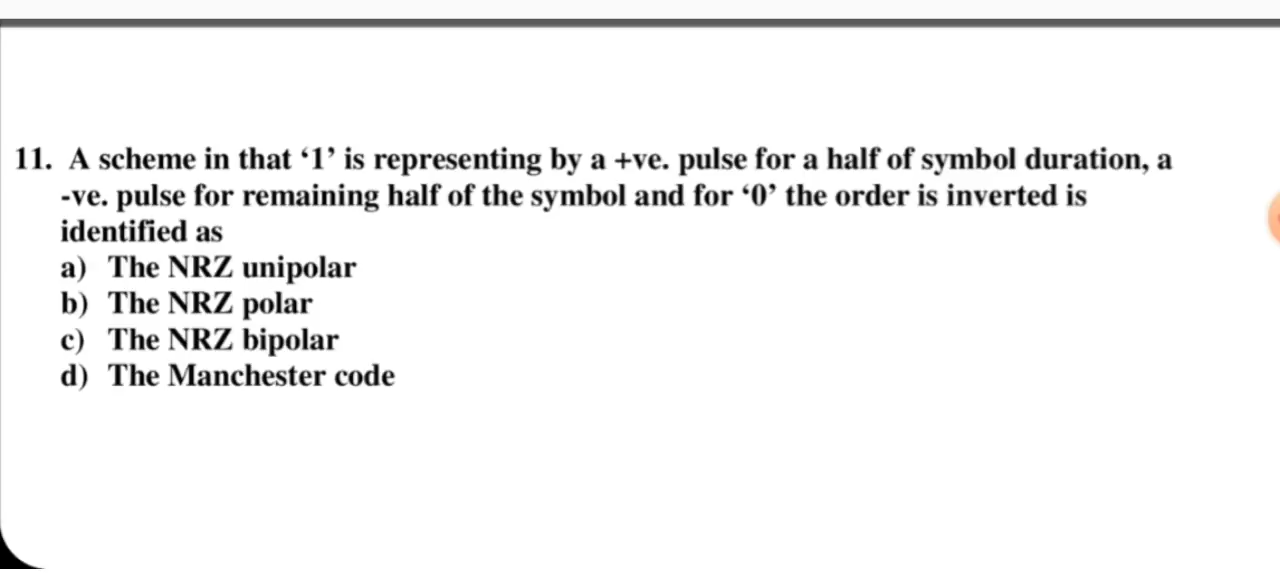 11. A scheme in that ‘1’ is representing by a +ve. pulse for a half of symbol duration, a
-ve. pulse for remaining half of the symbol and for ‘0’ the order is inverted is
identified as
a) The NRZ unipolar
b) The NRZ polar
c) The NRZ bipolar
d) The Manchester code